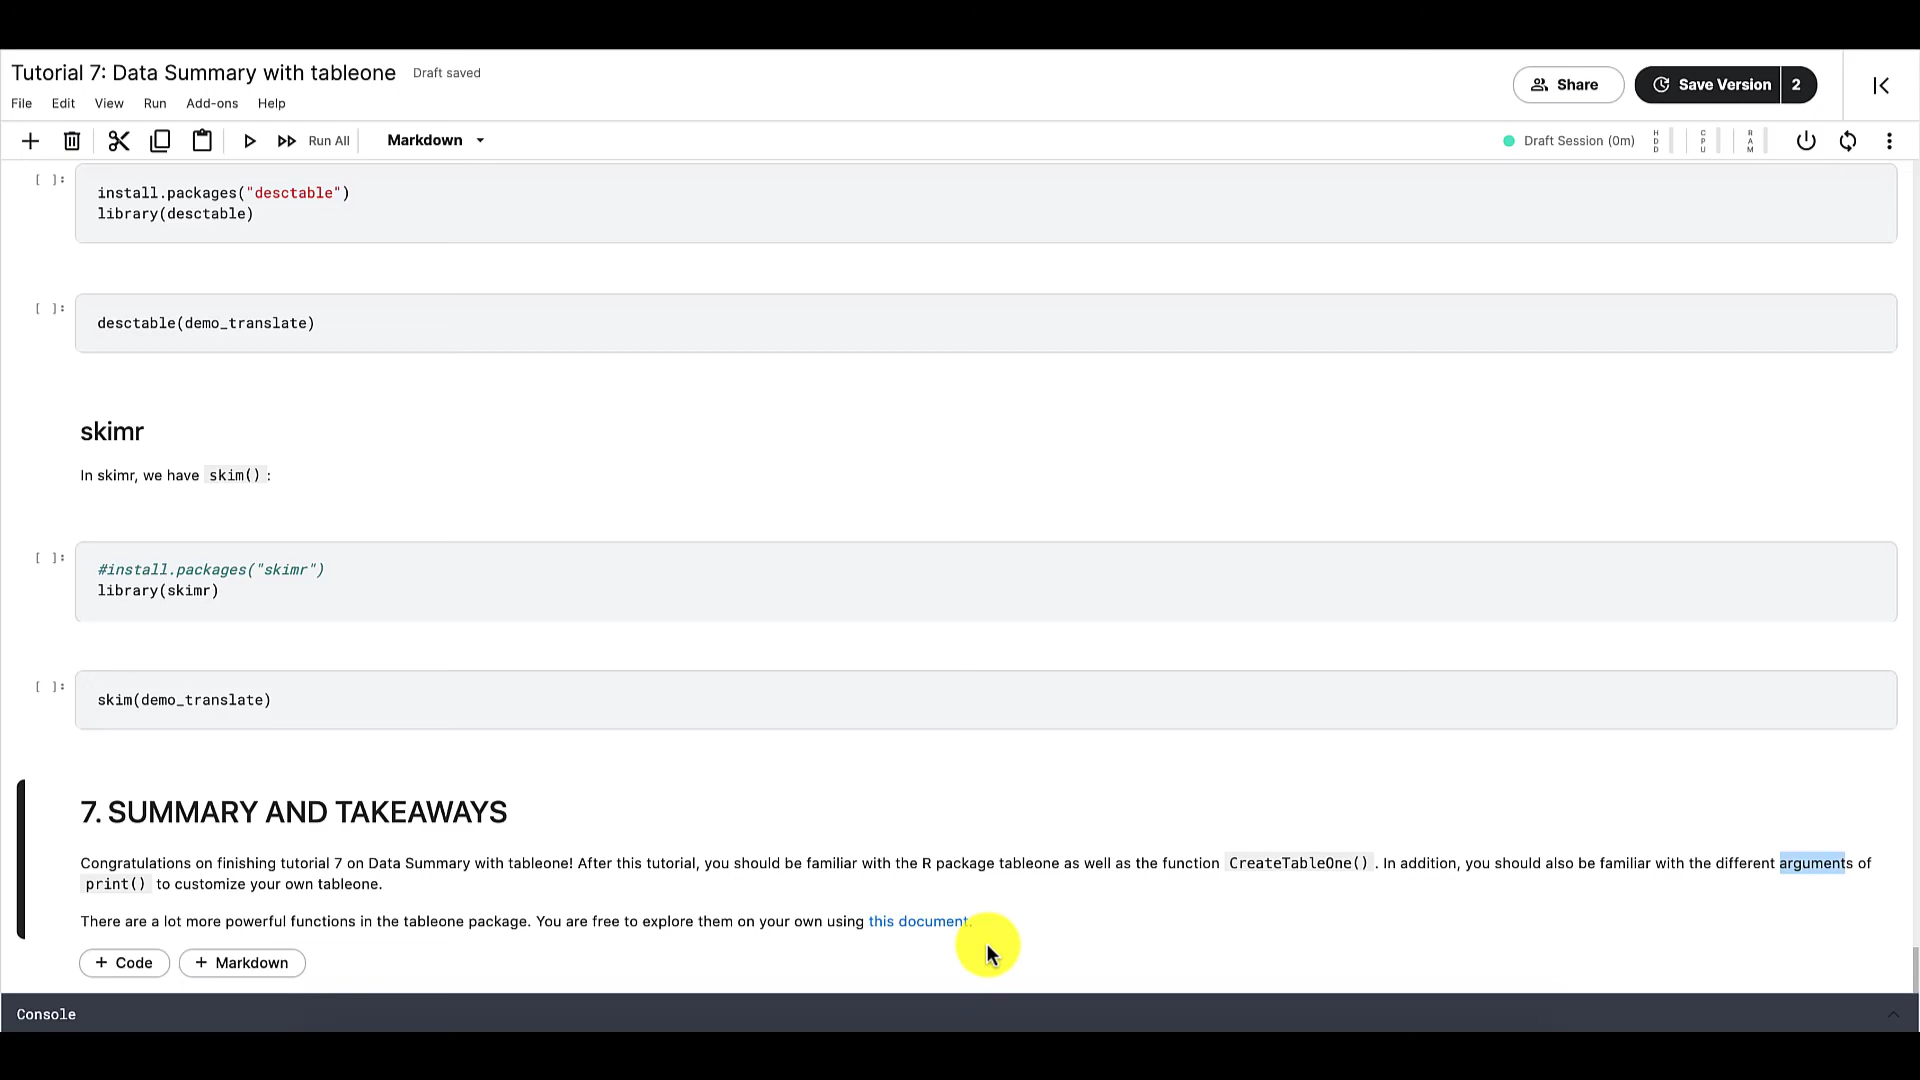 Tutorial 7: Data Summary with tableone Draft saved
Share Save Version 2
File Edit View Run Add-ons Help
Run All Markdown Draft Session (0m) HDD CPU RAM
[ ]: install.packages("desctable")
library(desctable)
[ ]: desctable(demo_translate)
skimr
In skimr, we have skim() :
[ ]: #install.packages("skimr")
library(skimr)
[ ]: skim(demo_translate)
7. SUMMARY AND TAKEAWAYS
Congratulations on finishing tutorial 7 on Data Summary with tableone! After this tutorial, you should be familiar with the R package tableone as well as the function CreateTableOne() . In addition, you should also be familiar with the different arguments of
print() to customize your own tableone.
There are a lot more powerful functions in the tableone package. You are free to explore them on your own using this document.
+ Code + Markdown
Console